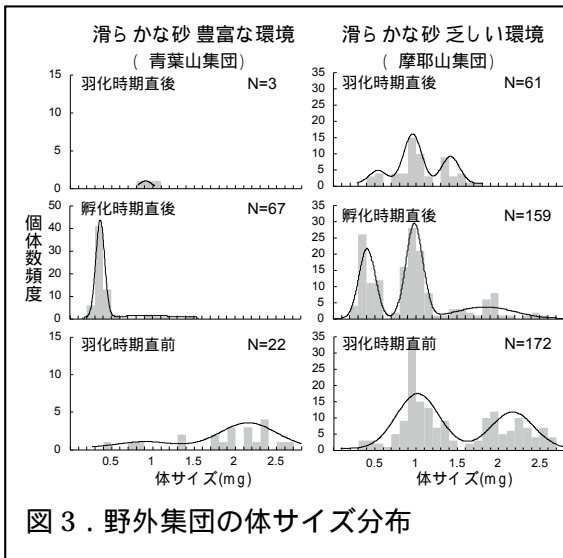 滑らかな砂 豊富な環境
(青葉山集団)
滑らかな砂 乏しい環境
(摩耶山集団)
個体数頻度
15
10
5
0
羽化時期直後 N=3
50
40
30
20
10
0
孵化時期直後 N=67
15
10
5
0
羽化時期直前 N=22
0.5 1 1.5 2 2.5
体サイズ(mg)
35
30
25
20
15
10
5
0
羽化時期直後 N=61
35
30
25
20
15
10
5
0
孵化時期直後 N=159
35
30
25
20
15
10
5
0
羽化時期直前 N=172
0.5 1 1.5 2 2.5
体サイズ(mg)
図3.野外集団の体サイズ分布